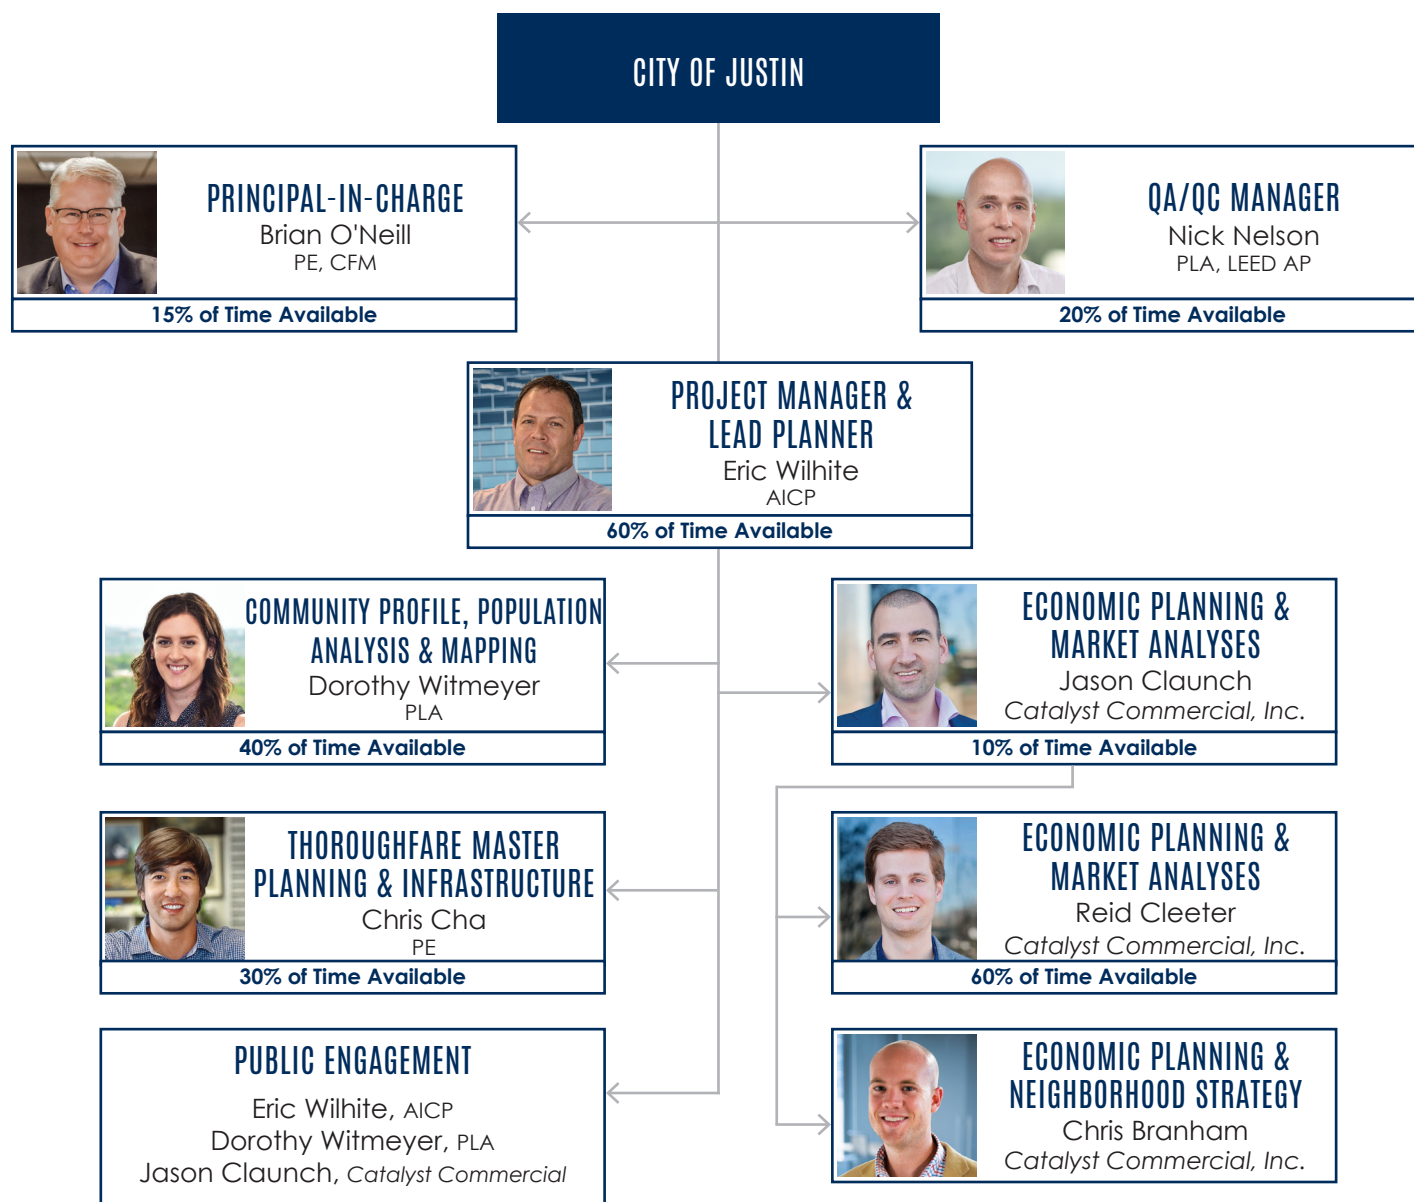 CITY OF JUSTIN
PRINCIPAL-IN-CHARGE
Brian O'Neill
PE, CFM
15% of Time Available
QA/QC MANAGER
Nick Nelson
PLA, LEED AP
20% of Time Available
PROJECT MANAGER &
LEAD PLANNER
Eric Wilhite
AICP
60% of Time Available
COMMUNITY PROFILE, POPULATION
ANALYSIS & MAPPING
Dorothy Witmeyer
PLA
40% of Time Available
ECONOMIC PLANNING &
MARKET ANALYSES
Jason Claunch
Catalyst Commercial, Inc.
10% of Time Available
THOROUGHFARE MASTER
PLANNING & INFRASTRUCTURE
Chris Cha
PE
30% of Time Available
ECONOMIC PLANNING &
MARKET ANALYSES
Reid Cleeter
Catalyst Commercial, Inc.
60% of Time Available
PUBLIC ENGAGEMENT
Eric Wilhite, AICP
Dorothy Witmeyer, PLA
Jason Claunch, Catalyst Commercial
ECONOMIC PLANNING &
NEIGHBORHOOD STRATEGY
Chris Branham
Catalyst Commercial, Inc.